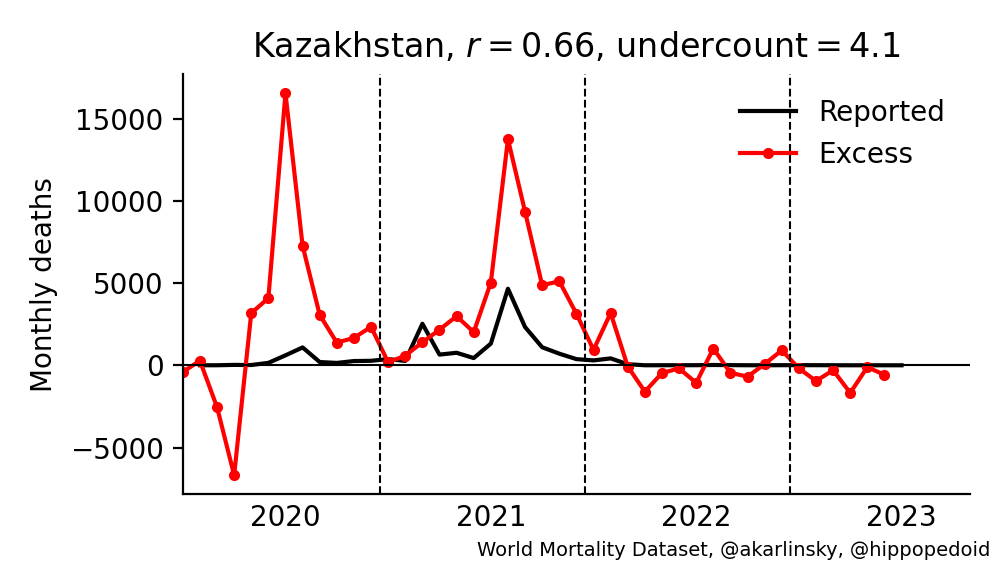 Kazakhstan, r = 0.66, undercount = 4.1
Monthly deaths
15000
10000
5000
0
−5000
Reported
Excess
2020 2021 2022 2023
World Mortality Dataset, @akarlinsky, @hippopedoid